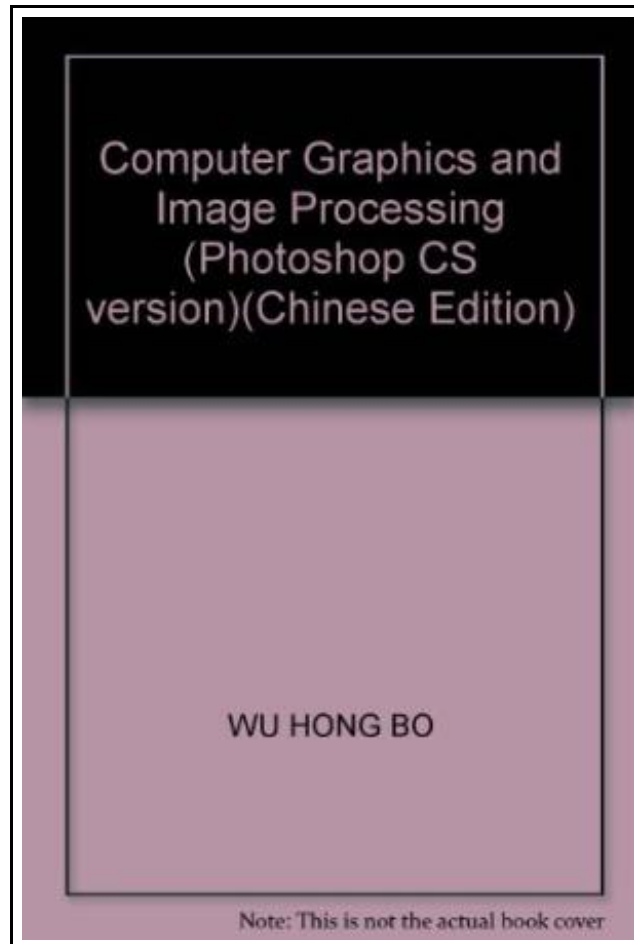 Computer Graphics and
Image Processing
(Photoshop CS
version)(Chinese Edition)
WU HONG BO
Note: This is not the actual book cover